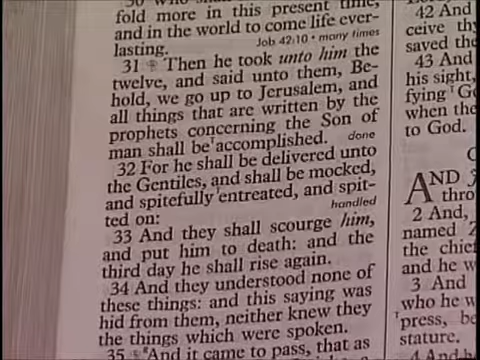 fold more in this present time,
and in the world to come life ever-
lasting.
Job 42:10 • many times
31 Then he took unto him the
twelve, and said unto them, Be-
hold, we go up to Jerusalem, and
all things that are written by the
prophets concerning the Son of
man shall be accomplished.
done
32 For he shall be delivered unto
the Gentiles, and shall be mocked,
and spitefully entreated, and spit-
ted on:
handled
33 And they shall scourge him,
and put him to death: and the
third day he shall rise again.
34 And they understood none of
these things: and this saying was
hid from them, neither knew they
the things which were spoken.
35 And it came to pass, that as
42 And
ceive
saved the
43 And
his sight,
fying
when the
to God.
AND
2 And,
named
the
and he
3 And
who he
press,
stature.
4 And